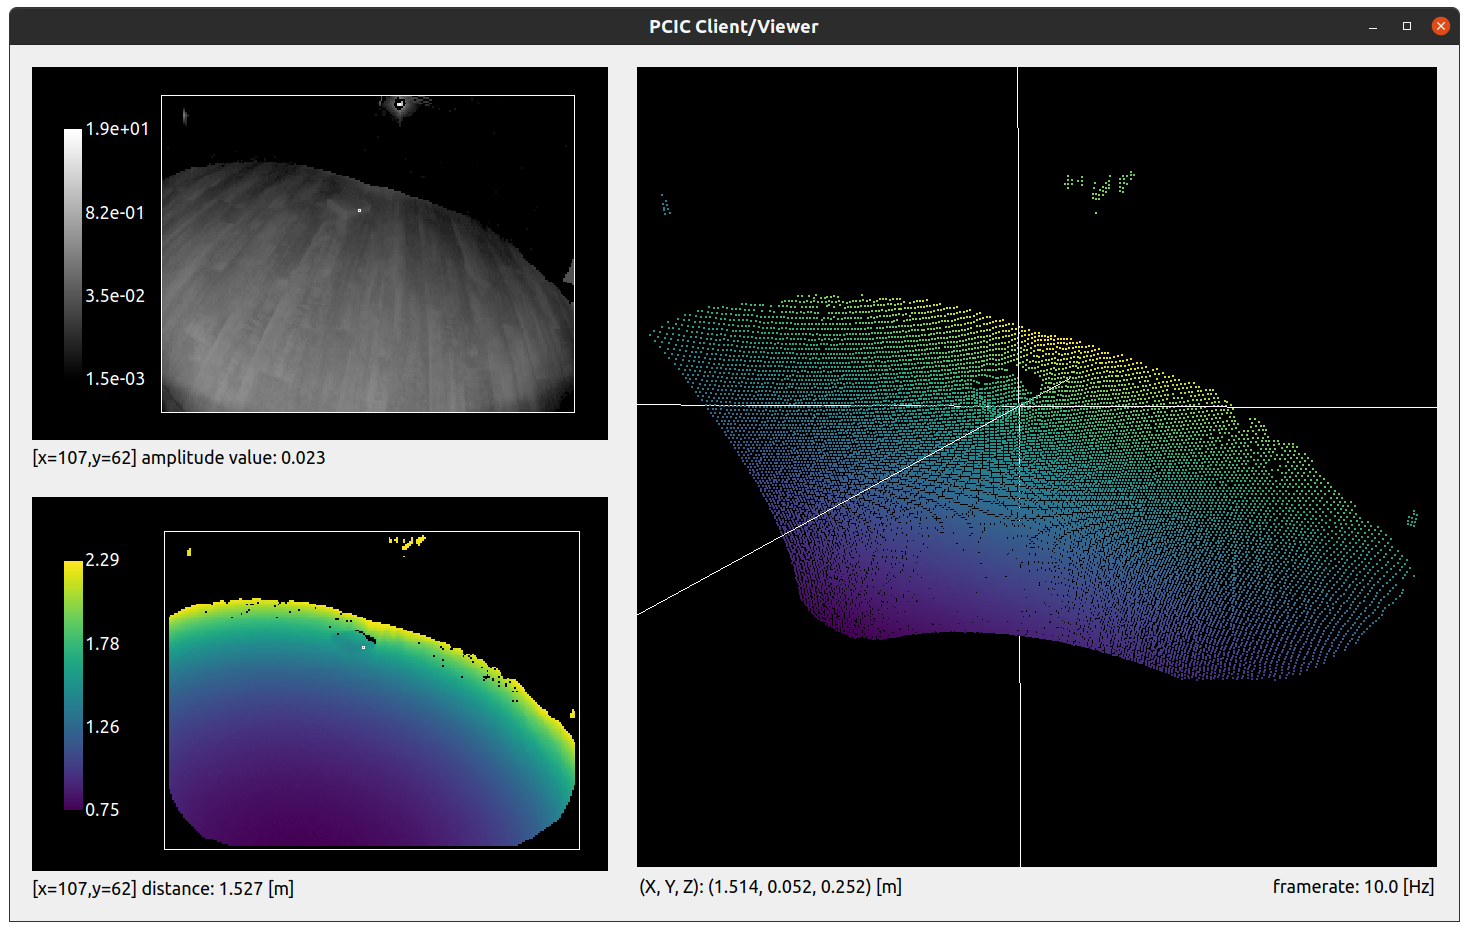 PCIC Client/Viewer
1.9e+01
8.2e-01
3.5e-02
1.5e-03
[x=107,y=62] amplitude value: 0.023
2.29
1.78
1.26
0.75
[x=107,y=62] distance: 1.527 [m]
(X, Y, Z): (1.514, 0.052, 0.252) [m]
framerate: 10.0 [Hz]